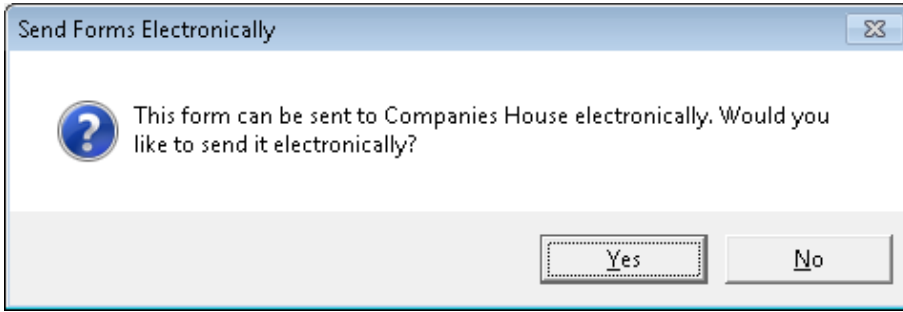 Send Forms Electronically
This form can be sent to Companies House electronically. Would you
like to send it electronically?
Yes
No